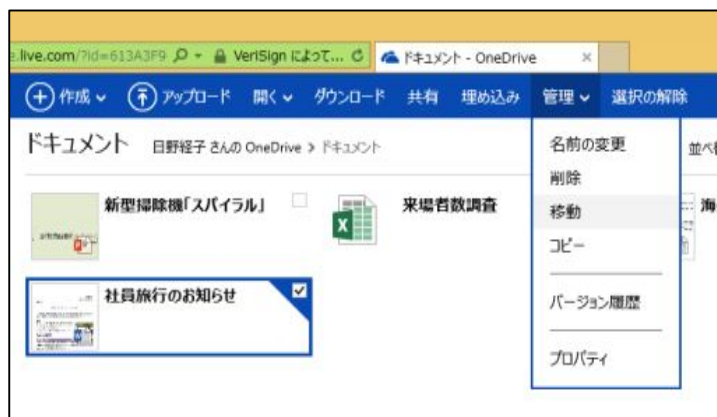 e.live.com/?id=613A3F9 VeriSign によって... ドキュメント - OneDrive ×
作成 アップロード 開く ダウンロード 共有 埋め込み 管理 選択の解除
ドキュメント 日野経子 さんの OneDrive > ドキュメント 名前の変更 並べ
削除
新型掃除機「スパイラル」 来場者数調査 移動 海
コピー
社員旅行のお知らせ バージョン履歴
プロパティ